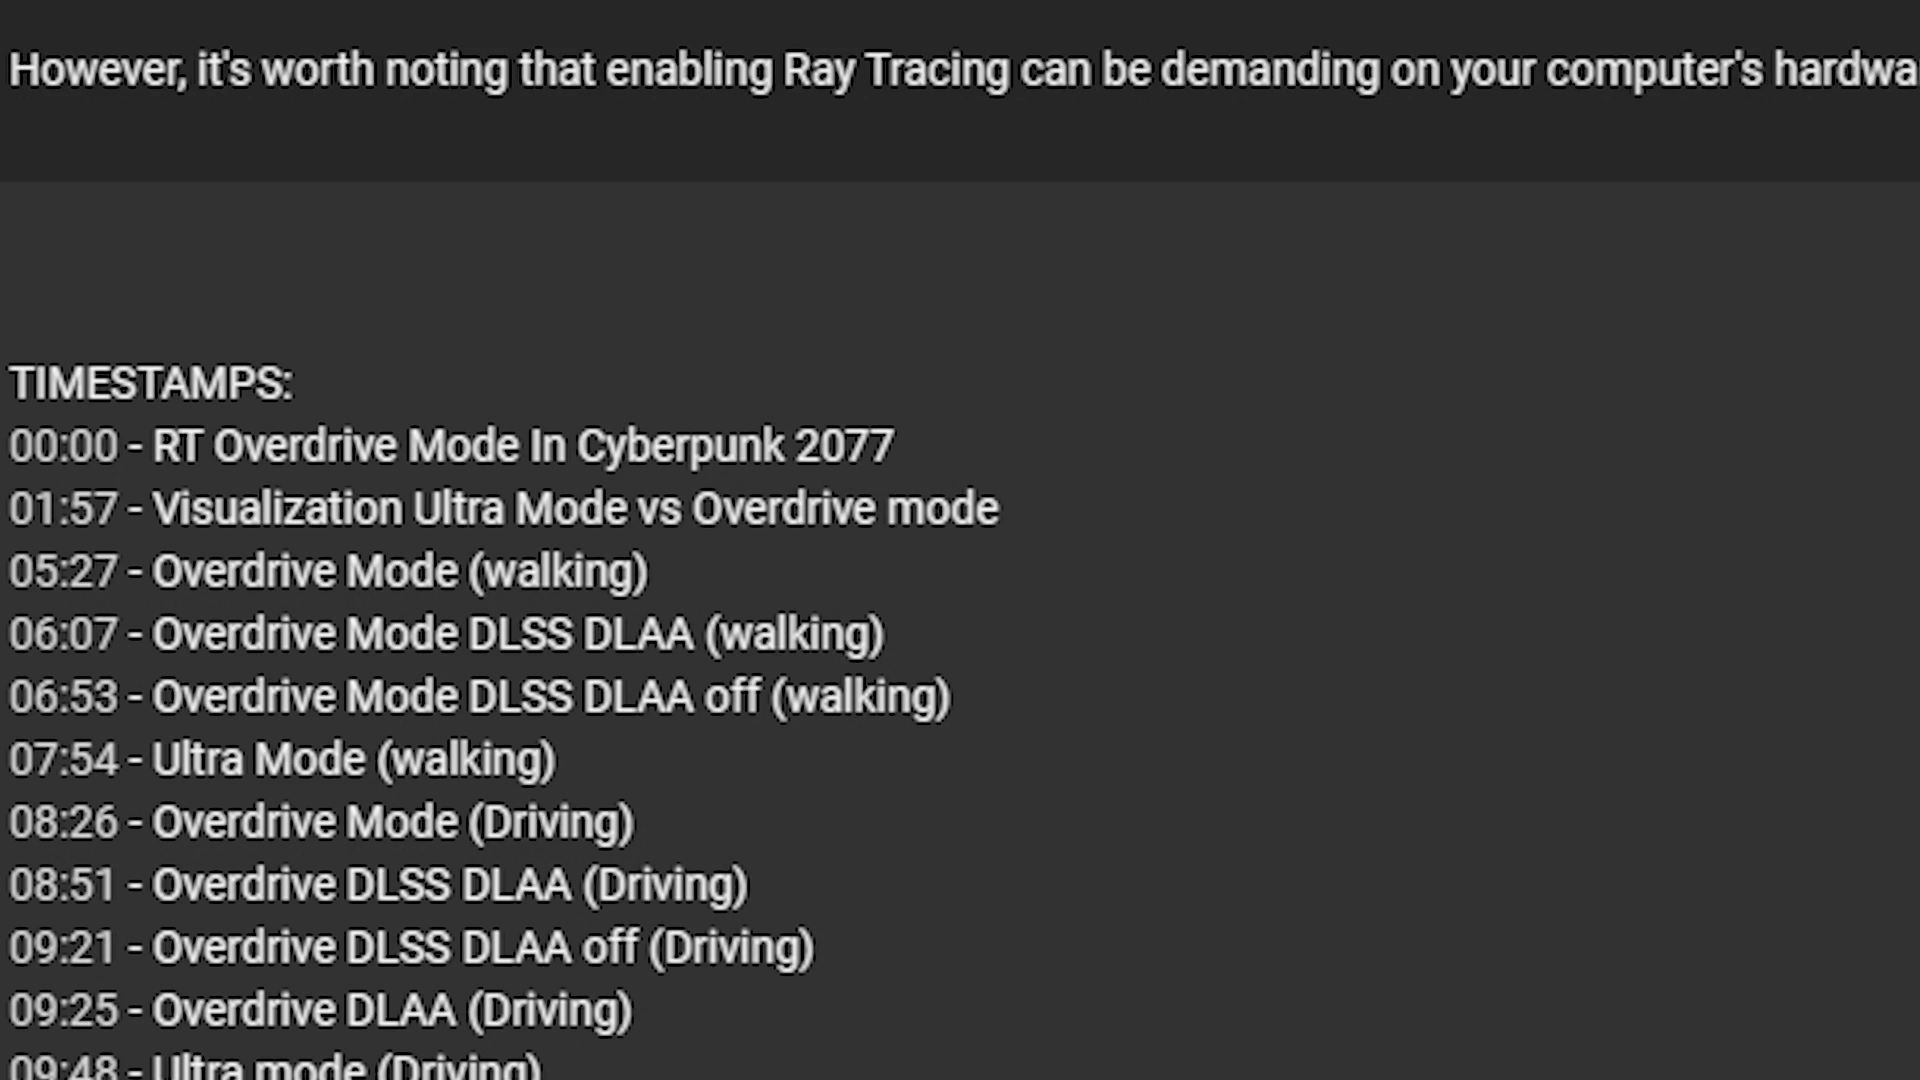 However, it's worth noting that enabling Ray Tracing can be demanding on your computer's
TIMESTAMPS:
00:00 - RT Overdrive Mode In Cyberpunk 2077
01:57 - Visualization Ultra Mode vs Overdrive mode
05:27 - Overdrive Mode (walking)
06:07 - Overdrive Mode DLSS DLAA (walking)
06:53 - Overdrive Mode DLSS DLAA off (walking)
07:54 - Ultra Mode (walking)
08:26 - Overdrive Mode (Driving)
08:51 - Overdrive DLSS DLAA (Driving)
09:21 - Overdrive DLSS DLAA off (Driving)
09:25 - Overdrive DLAA (Driving)
09:48 - Ultra mode (Driving)